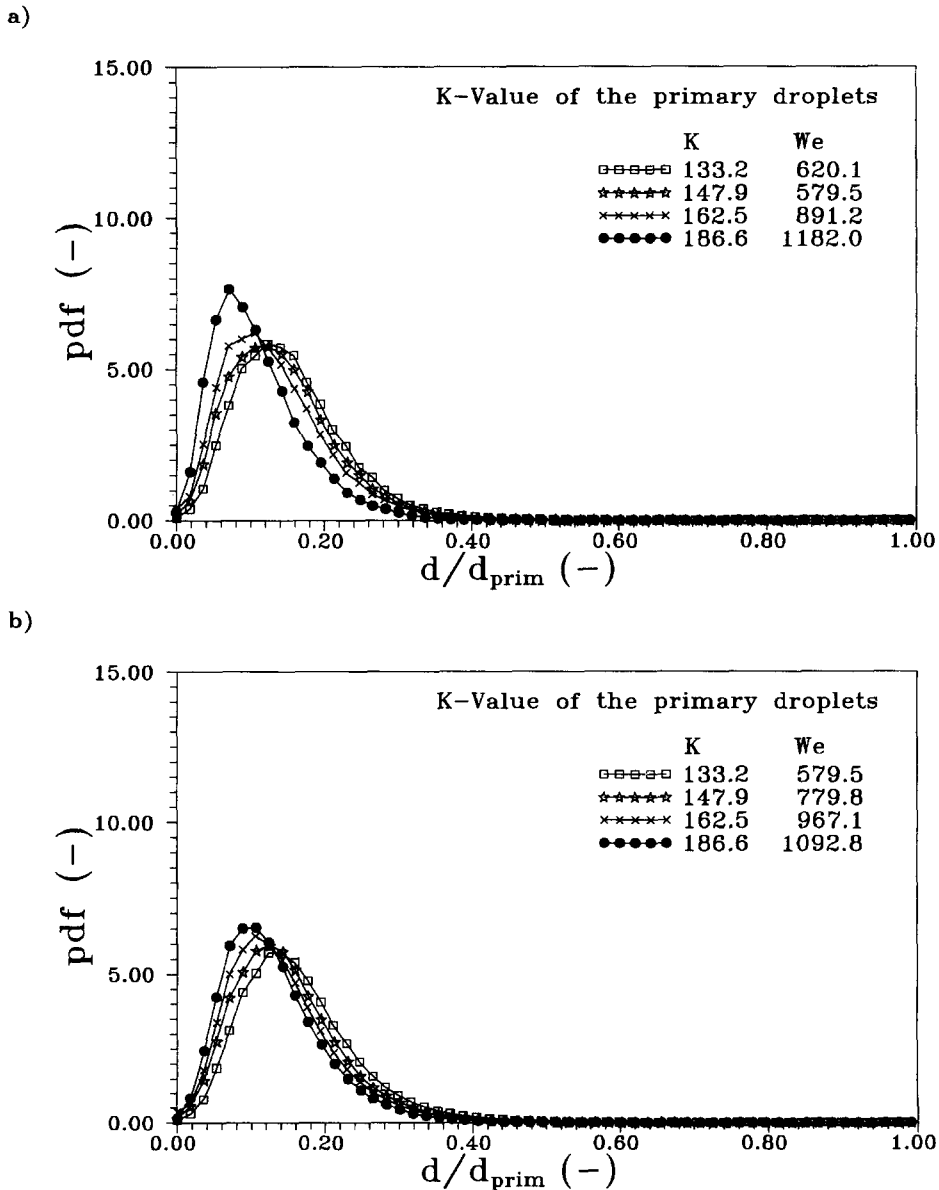 a)
15.00
10.00
5.00
0.00
pdf (-)
K-Value of the primary droplets
K We
133.2 620.1
147.9 579.5
162.5 891.2
186.6 1182.0
0.00 0.20 0.40 0.60 0.80 1.00
d/dprim (-)
b)
15.00
10.00
5.00
0.00
pdf (-)
K-Value of the primary droplets
K We
133.2 579.5
147.9 779.8
162.5 967.1
186.6 1092.8
0.00 0.20 0.40 0.60 0.80 1.00
d/dprim (-)